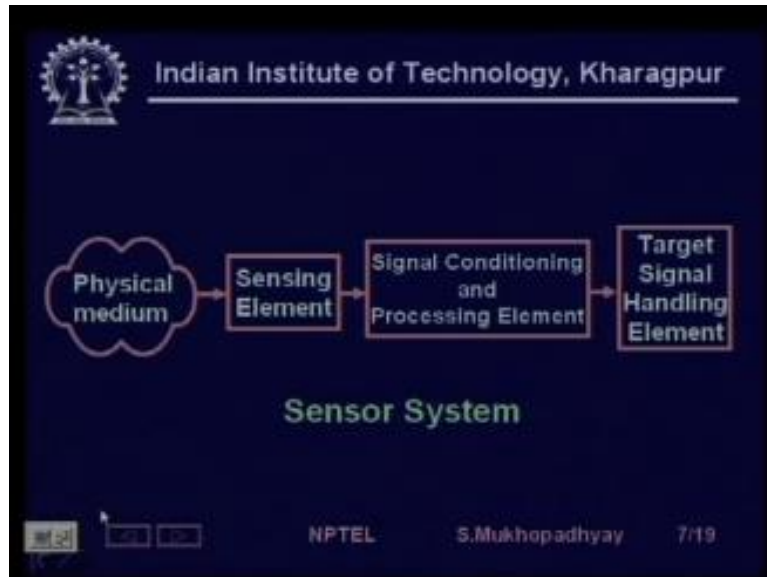 Indian Institute of Technology, Kharagpur
Physical
medium
Sensing
Element
Signal Conditioning
and
Processing Element
Target
Signal
Handling
Element
Sensor System
NPTEL
S.Mukhopadhyay
7/19